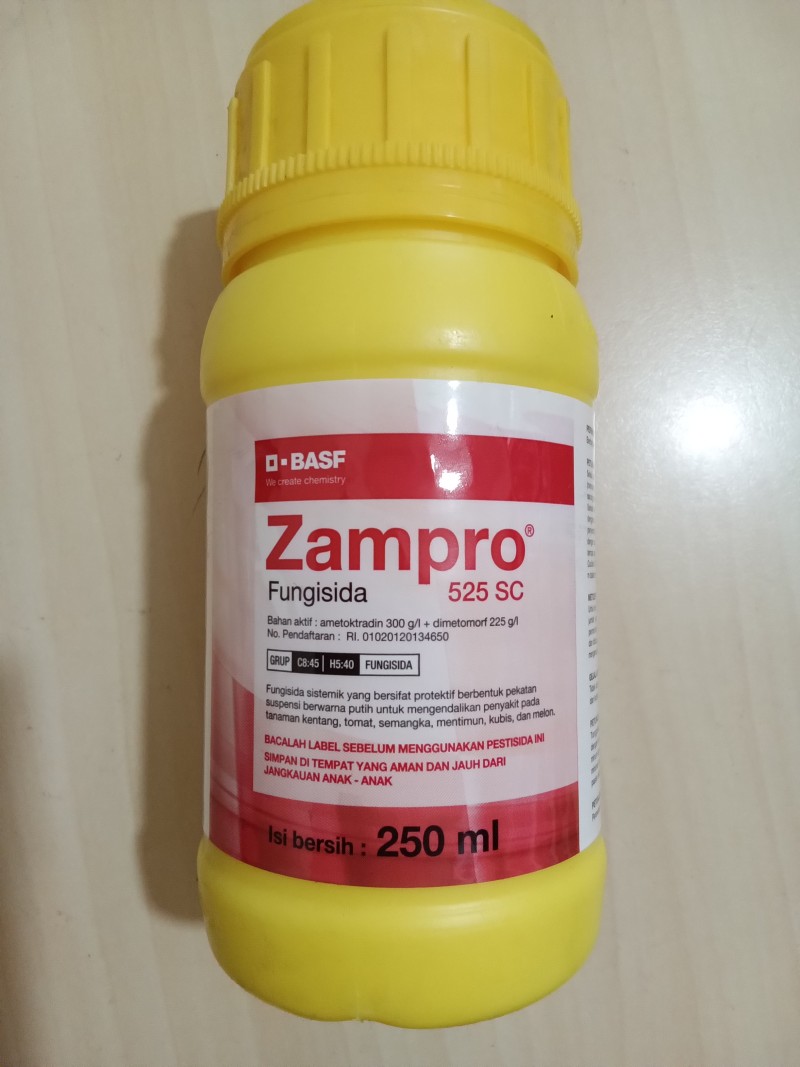 BASF
We create chemistry
Zampro®
Fungisida 525 SC
Bahan aktif : ametoktradin 300 g/l + dimetomorf 225 g/l
No. Pendaftaran : RI. 01020120134650
GRUP C8:45 H5:40 FUNGISIDA
Fungisida sistemik yang bersifat protektif berbentuk pekatan
suspensi berwarna putih untuk mengendalikan penyakit pada
tanaman kentang, tomat, semangka, mentimun, kubis, dan melon.
BACALAH LABEL SEBELUM MENGGUNAKAN PESTISIDA INI
SIMPAN DI TEMPAT YANG AMAN DAN JAUH DARI
JANGKAUAN ANAK - ANAK
Isi bersih : 250 ml